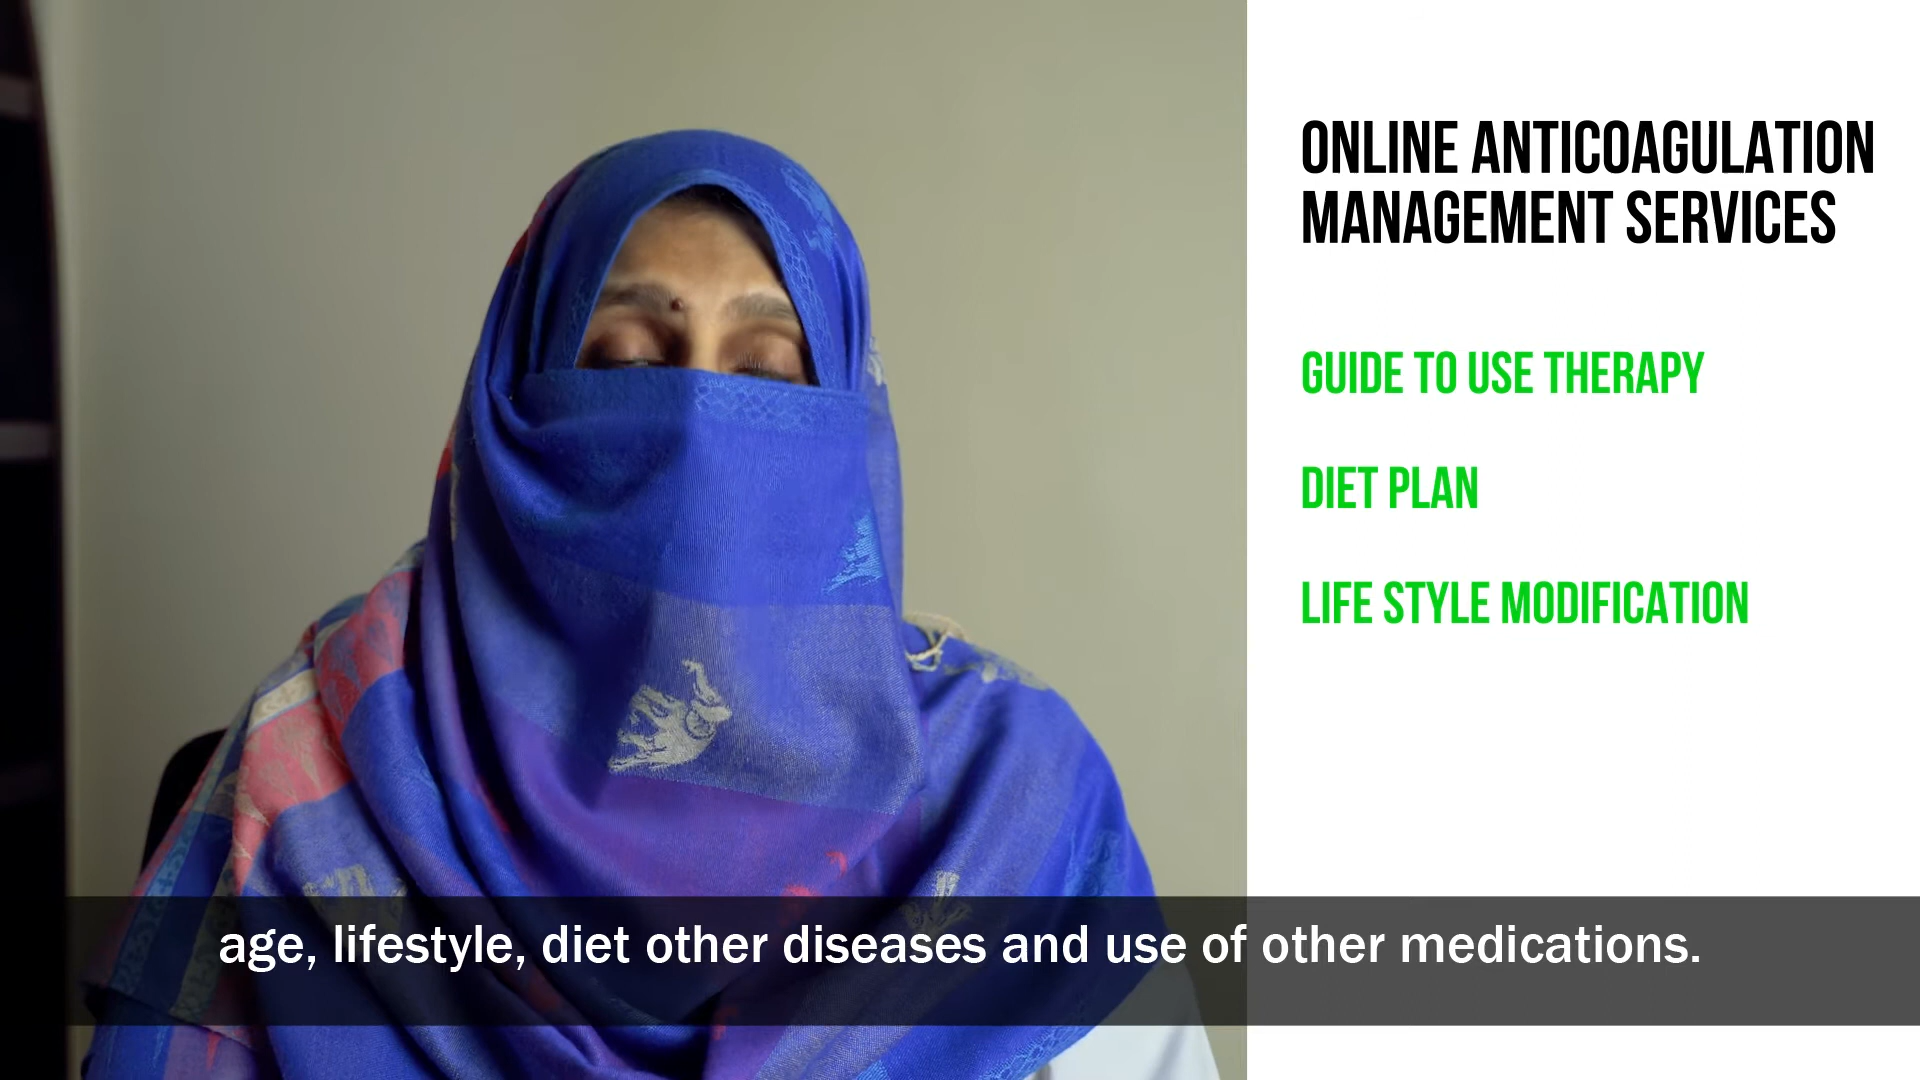 ONLINE ANTICOAGULATION
MANAGEMENT SERVICES
GUIDE TO USE THERAPY
DIET PLAN
LIFE STYLE MODIFICATION
age, lifestyle, diet other diseases and use of other medications.